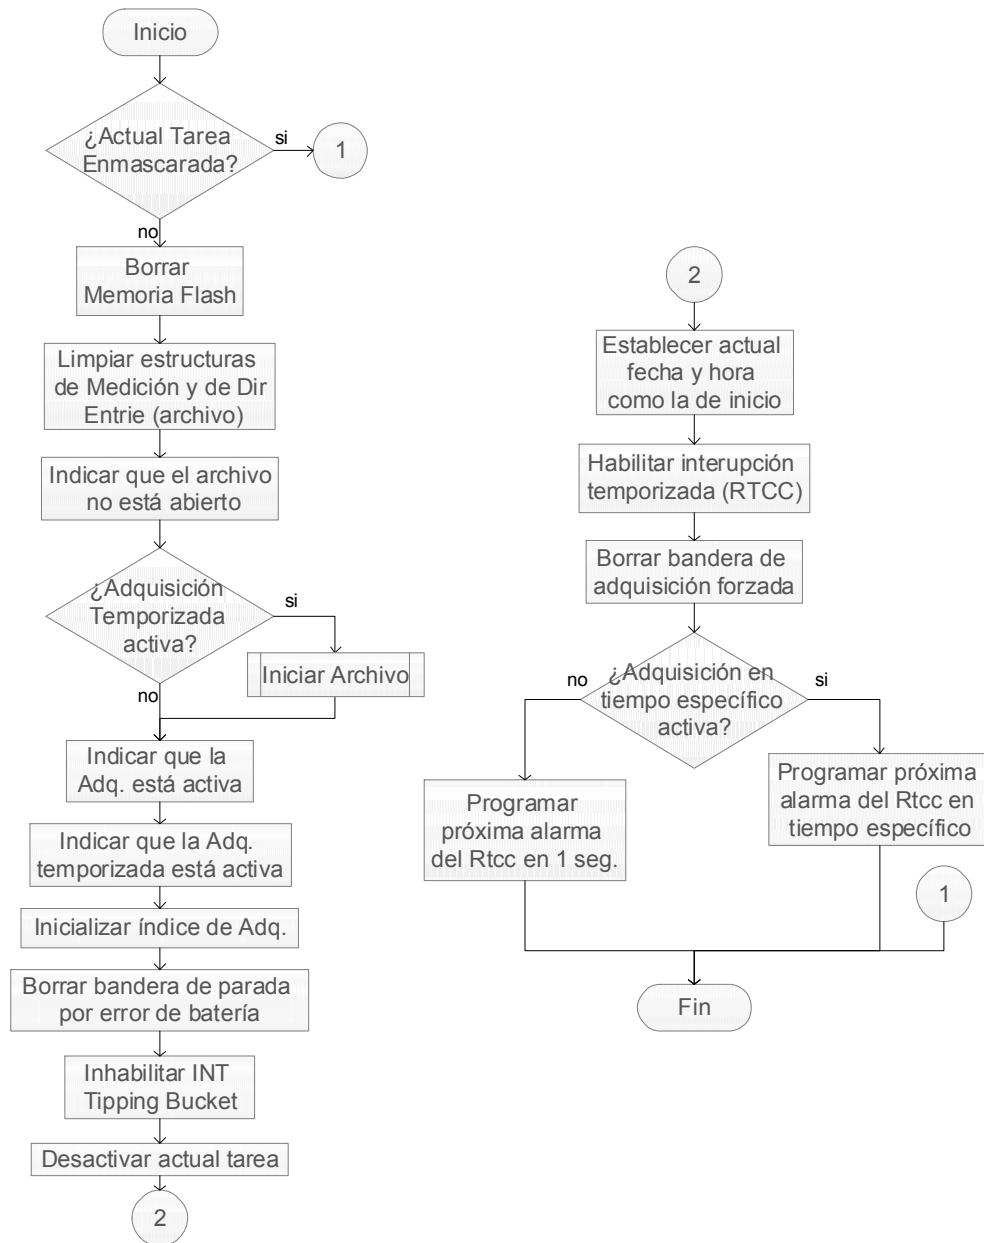 Inicio
¿Actual Tarea
Enmascarada?
si
1
no
Borrar
Memoria Flash
Limpiar estructuras
de Medición y de Dir
Entrie (archivo)
Indicar que el archivo
no está abierto
¿Adquisición
Temporizada
activa?
si
Iniciar Archivo
no
Indicar que la
Adq. está activa
Indicar que la Adq.
temporizada está activa
Inicializar índice de Adq.
Borrar bandera de parada
por error de batería
Inhabilitar INT
Tipping Bucket
Desactivar actual tarea
2
2
Establecer actual
fecha y hora
como la de inicio
Habilitar interupción
temporizada (RTCC)
Borrar bandera de
adquisición forzada
¿Adquisición en
tiempo específico
activa?
no
si
Programar
próxima alarma
del Rtcc en 1 seg.
Programar próxima
alarma del Rtcc en
tiempo específico
1
Fin